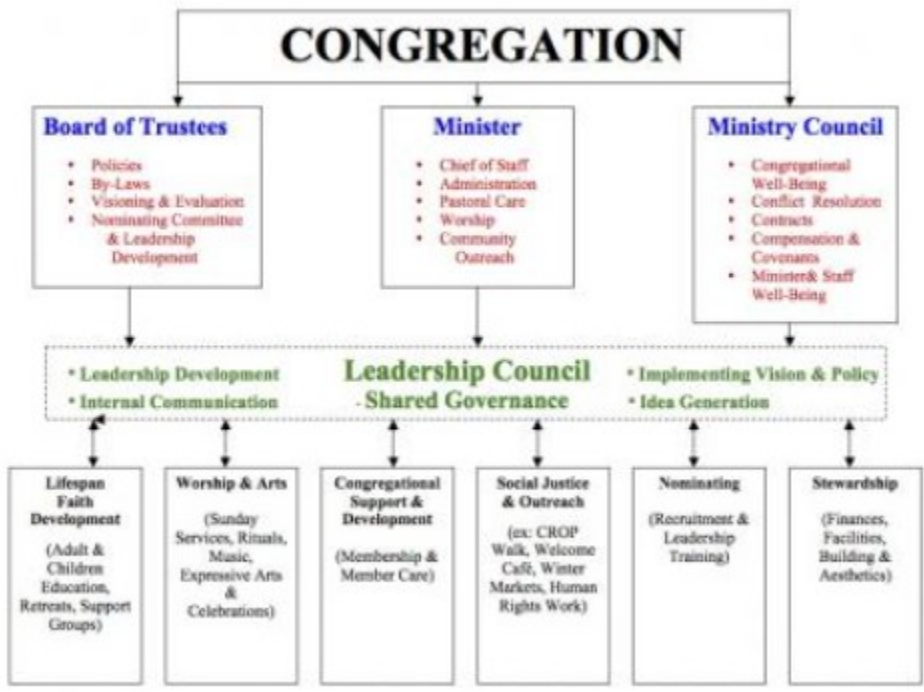 CONGREGATION
Board of Trustees
• Policies
• By-Laws
• Visioning & Evaluation
• Nominating Committee
& Leadership
Development
Minister
• Chief of Staff
• Administration
• Pastoral Care
• Worship
• Community
Outreach
Ministry Council
• Congregational
Well-Being
• Conflict Resolution
• Contracts
• Compensation &
Covenants
• Minister& Staff
Well-Being
• Leadership Development
• Internal Communication
Leadership Council
- Shared Governance
• Implementing Vision & Policy
• Idea Generation
Lifespan
Faith
Development
(Adult &
Children
Education,
Retreats, Support
Groups)
Worship & Arts
(Sunday
Services, Rituals,
Music,
Expressive Arts
&
Celebrations)
Congregational
Support &
Development
(Membership &
Member Care)
Social Justice
& Outreach
(ex: CROP
Walk, Welcome
Café, Winter
Markets, Human
Rights Work)
Nominating
(Recruitment &
Leadership
Training)
Stewardship
(Finances,
Facilities,
Building &
Aesthetics)